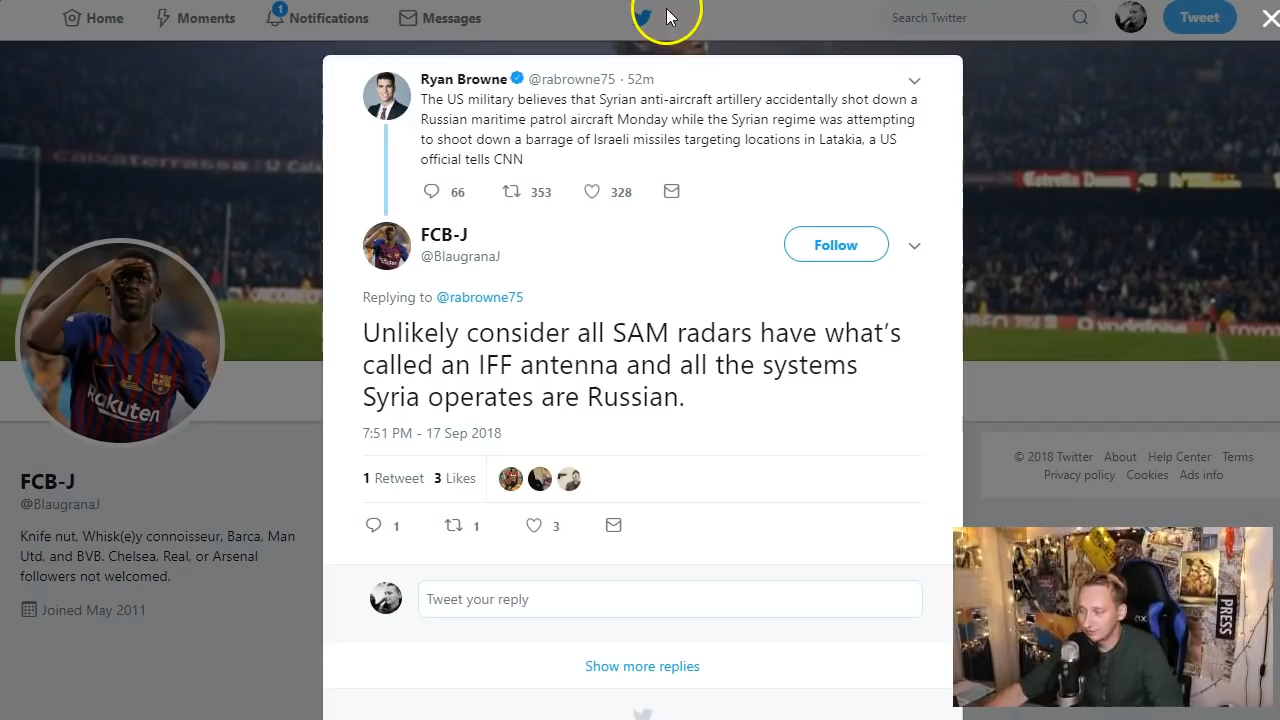 Home
Moments
1
Notifications
Messages
Search Twitter
Tweet
Ryan Browne @rabrowne75 · 52m
The US military believes that Syrian anti-aircraft artillery accidentally shot down a
Russian maritime patrol aircraft Monday while the Syrian regime was attempting
to shoot down a barrage of Israeli missiles targeting locations in Latakia, a US
official tells CNN
66 353 328
FCB-J
@BlaugranaJ
Follow
Replying to @rabrowne75
Unlikely consider all SAM radars have what’s
called an IFF antenna and all the systems
Syria operates are Russian.
7:51 PM - 17 Sep 2018
1 Retweet 3 Likes
1 1 3
Tweet your reply
Show more replies
Rakuten
FCB-J
@BlaugranaJ
Knife nut, Whisk(e)y connoisseur, Barca, Man
Utd, and BVB. Chelsea, Real, or Arsenal
followers not welcomed.
Joined May 2011
Estrella Damm
© 2018 Twitter About Help Center Terms
Privacy policy Cookies Ads info
PRESS